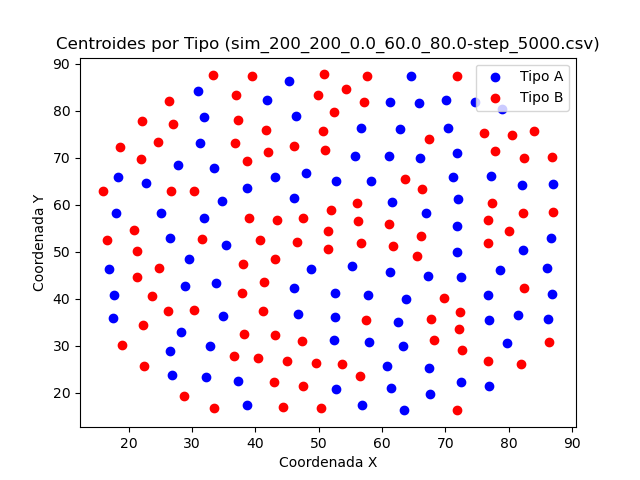 Centroides por Tipo (sim_200_200_0.0_60.0_80.0-step_5000.csv)
Tipo A
Tipo B
90
80
70
60
50
40
30
20
Coordenada Y
20 30 40 50 60 70 80 90
Coordenada X